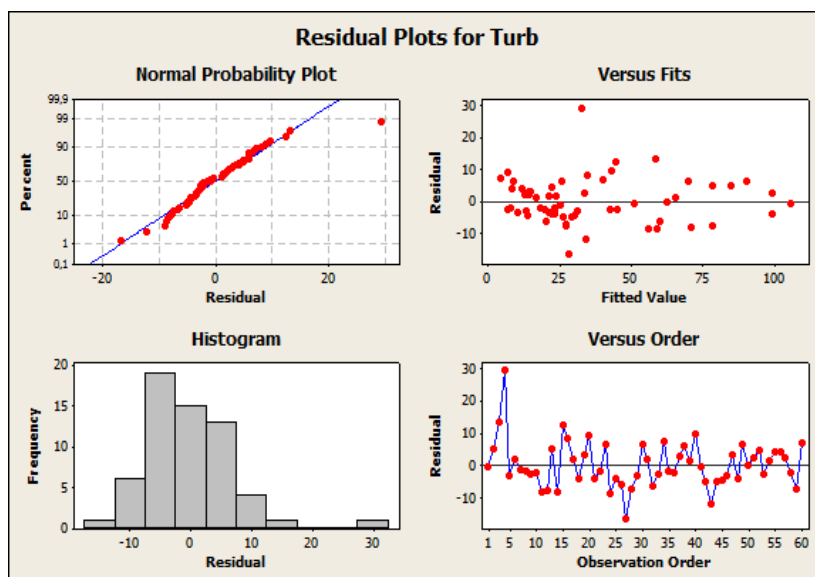 Residual Plots for Turb
Normal Probability Plot
99,9
99
90
50
10
1
0,1
Percent
-20 0 20
Residual
Versus Fits
30
20
10
0
-10
Residual
0 25 50 75 100
Fitted Value
Histogram
20
15
10
5
0
Frequency
-10 0 10 20 30
Residual
Versus Order
30
20
10
0
-10
Residual
1 5 10 15 20 25 30 35 40 45 50 55 60
Observation Order